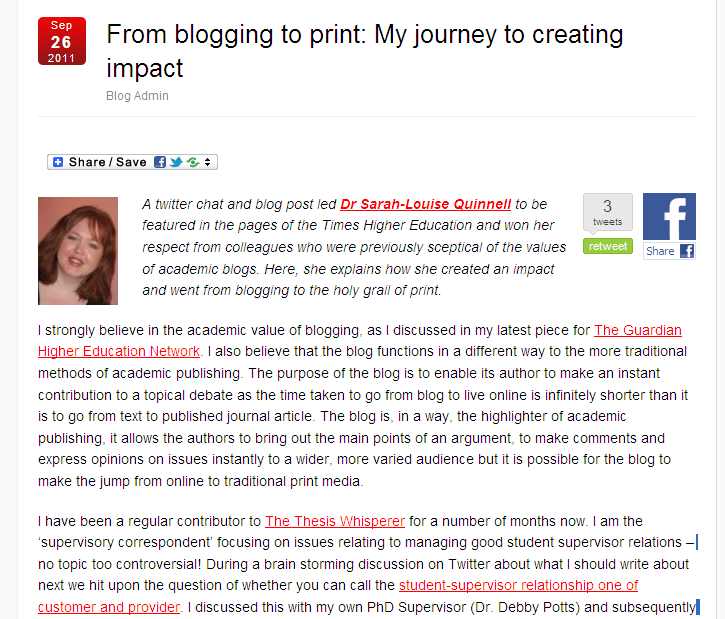 Sep
26
2011
From blogging to print: My journey to creating
impact
Blog Admin
Share / Save
A twitter chat and blog post led Dr Sarah-Louise Quinnell to be
featured in the pages of the Times Higher Education and won her
respect from colleagues who were previously sceptical of the values
of academic blogs. Here, she explains how she created an impact
and went from blogging to the holy grail of print.
3
tweets
retweet
f
Share
I strongly believe in the academic value of blogging, as I discussed in my latest piece for The Guardian
Higher Education Network. I also believe that the blog functions in a different way to the more traditional
methods of academic publishing. The purpose of the blog is to enable its author to make an instant
contribution to a topical debate as the time taken to go from blog to live online is infinitely shorter than it
is to go from text to published journal article. The blog is, in a way, the highlighter of academic
publishing, it allows the authors to bring out the main points of an argument, to make comments and
express opinions on issues instantly to a wider, more varied audience but it is possible for the blog to
make the jump from online to traditional print media.
I have been a regular contributor to The Thesis Whisperer for a number of months now. I am the
‘supervisory correspondent’ focusing on issues relating to managing good student supervisor relations –
no topic too controversial! During a brain storming discussion on Twitter about what I should write about
next we hit upon the question of whether you can call the student-supervisor relationship one of
customer and provider. I discussed this with my own PhD Supervisor (Dr. Debby Potts) and subsequently